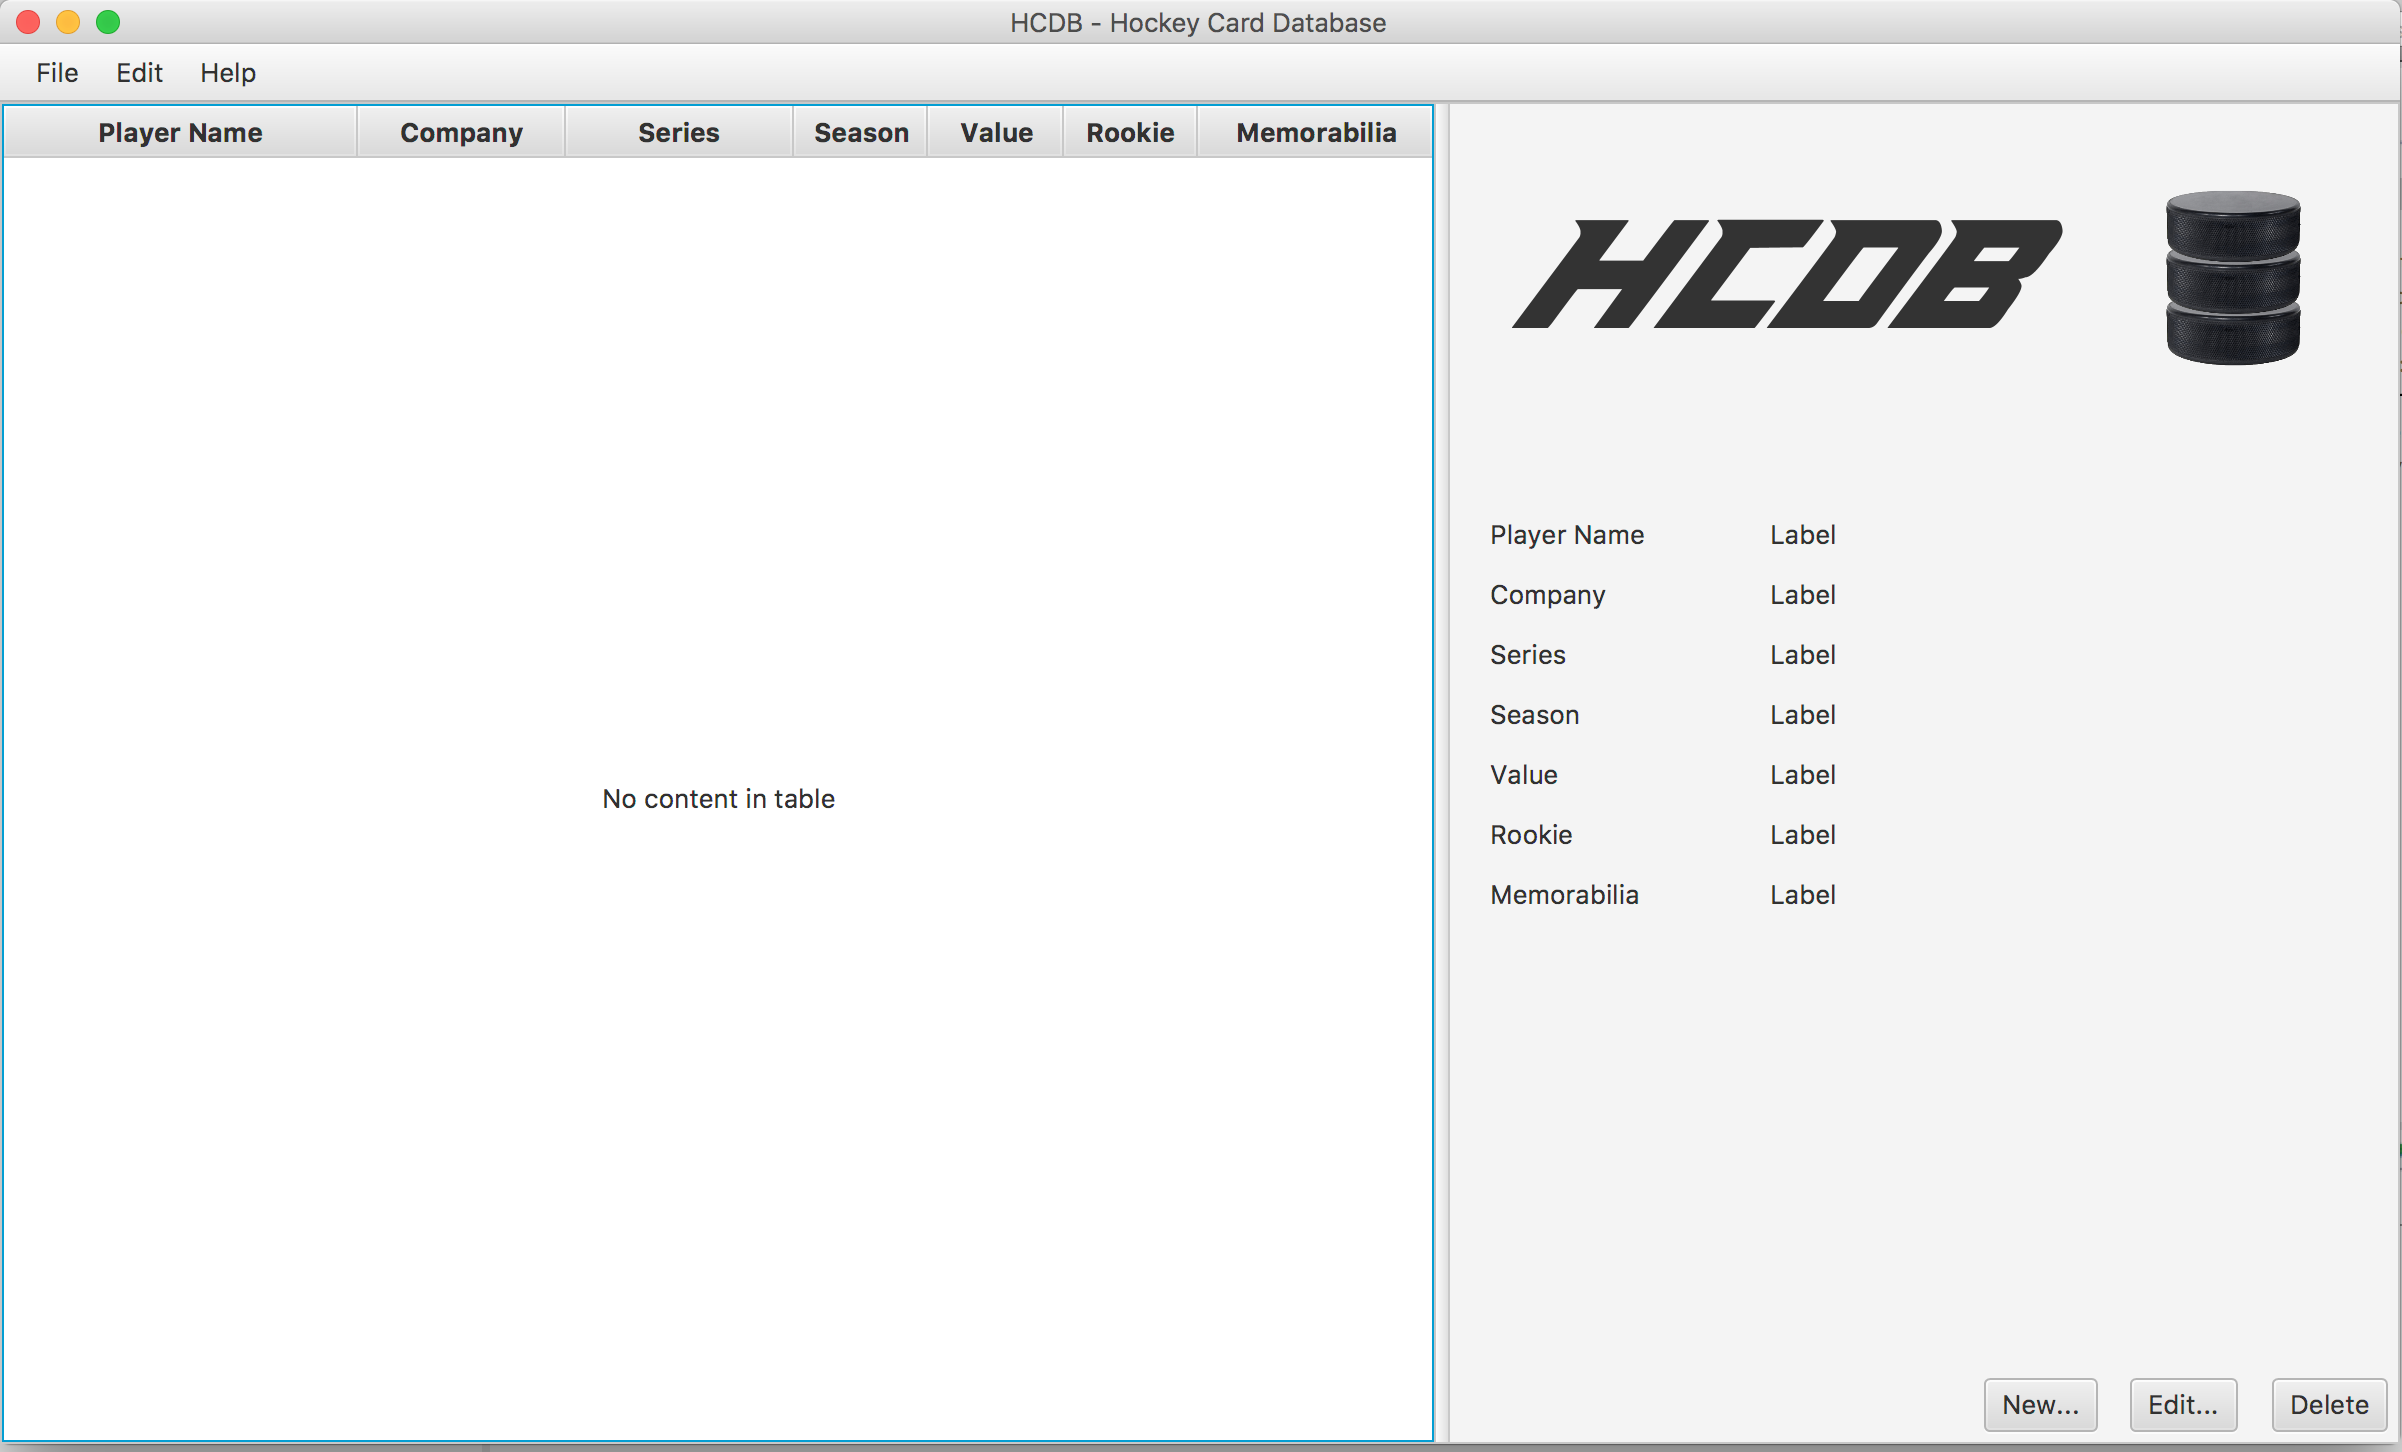 HCDB - Hockey Card Database
File Edit Help
Player Name Company Series Season Value Rookie Memorabilia
No content in table
HCDB
Player Name Label
Company Label
Series Label
Season Label
Value Label
Rookie Label
Memorabilia Label
New... Edit... Delete